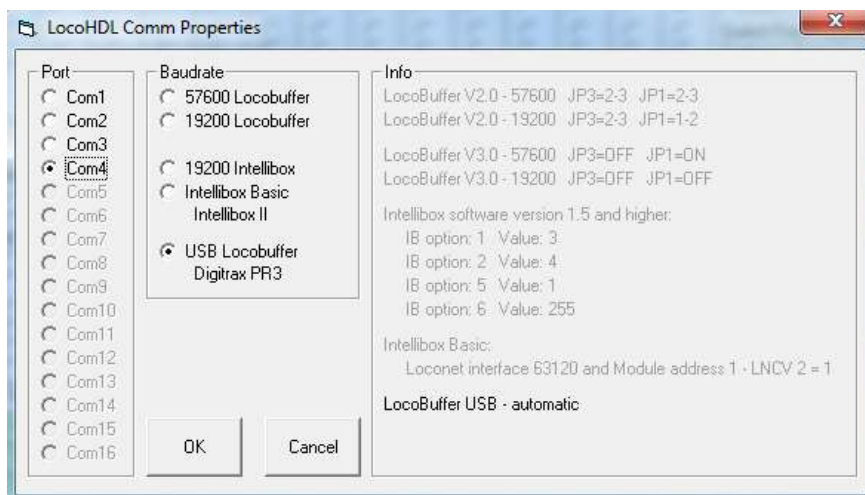 LocoHDL Comm Properties
Port
Com1
Com2
Com3
Com4
Com5
Com6
Com7
Com8
Com9
Com10
Com11
Com12
Com13
Com14
Com15
Com16
Baudrate
57600 Locobuffer
19200 Locobuffer
19200 Intellibox
Intellibox Basic
Intellibox II
USB Locobuffer
Digitrax PR3
OK
Cancel
Info
LocoBuffer V2.0 - 57600 JP3=2-3 JP1=2-3
LocoBuffer V2.0 - 19200 JP3=2-3 JP1=1-2
LocoBuffer V3.0 - 57600 JP3=OFF JP1=ON
LocoBuffer V3.0 - 19200 JP3=OFF JP1=OFF
Intellibox software version 1.5 and higher:
IB option: 1 Value: 3
IB option: 2 Value: 4
IB option: 5 Value: 1
IB option: 6 Value: 255
Intellibox Basic:
Loconet interface 63120 and Module address 1 - LNCV 2 = 1
LocoBuffer USB - automatic